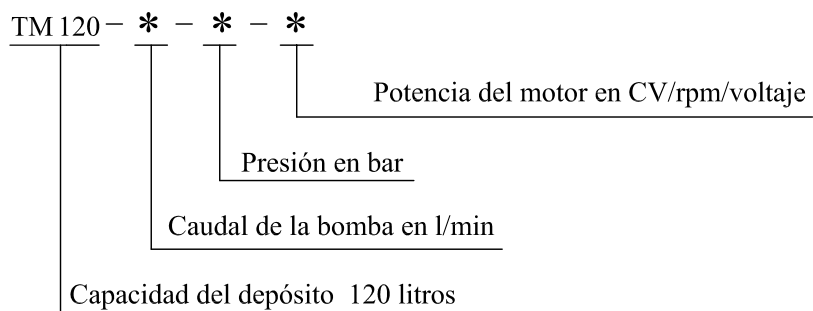 TM 120 - * - * - *
Potencia del motor en CV/rpm/voltaje
Presión en bar
Caudal de la bomba en l/min
Capacidad del depósito 120 litros